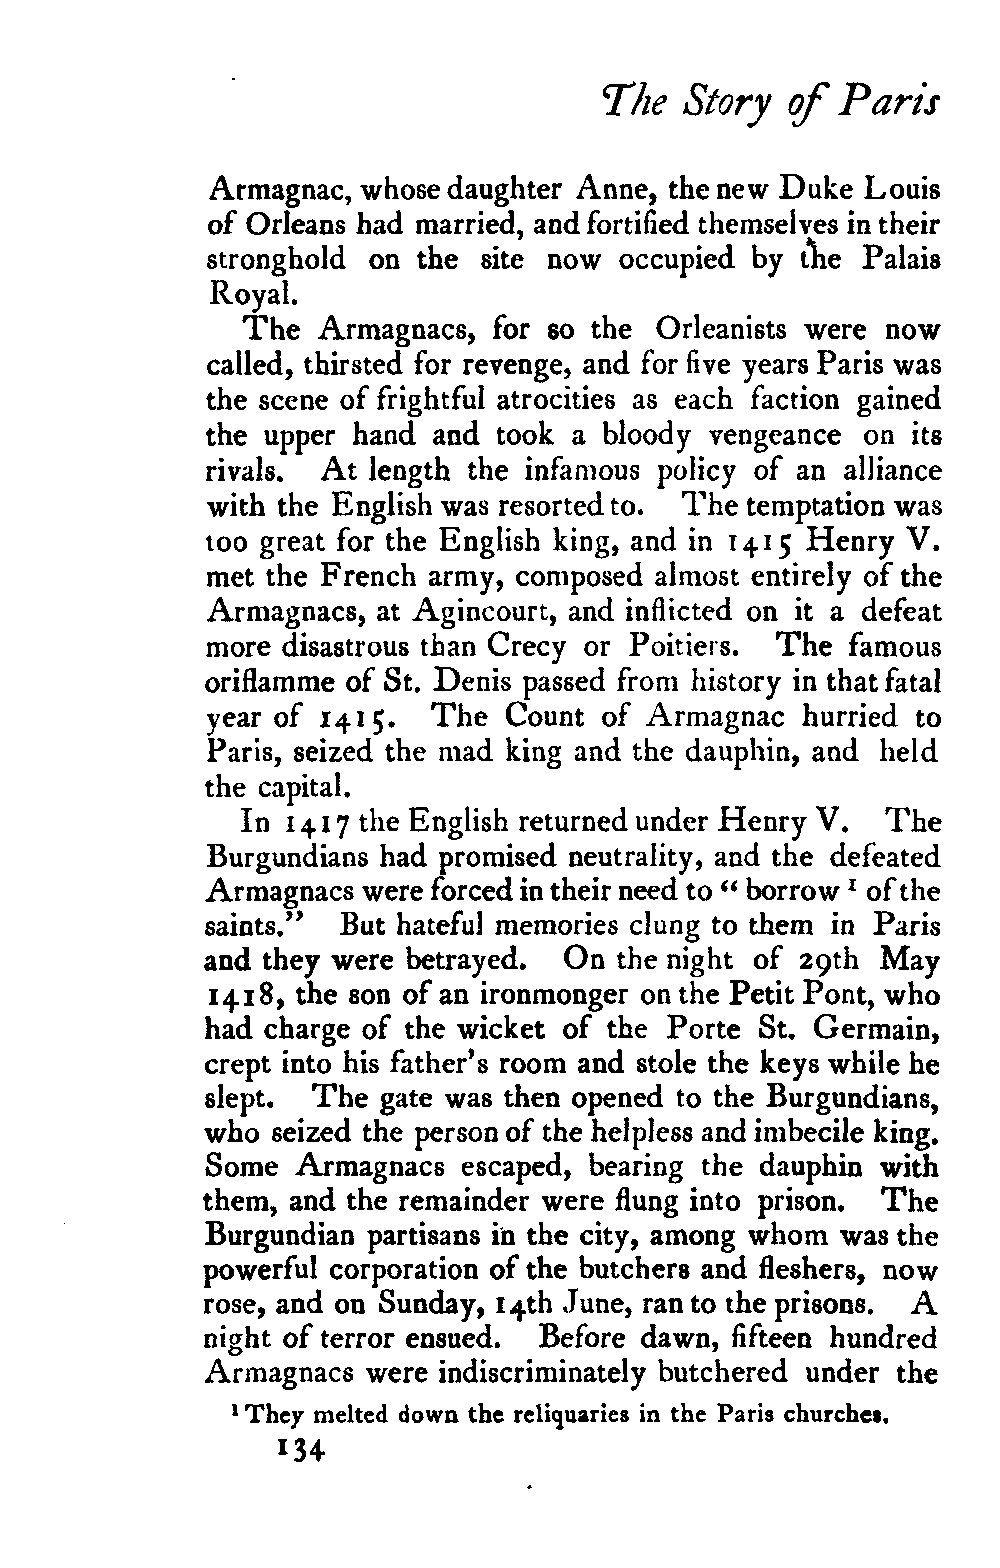 The Story of Paris
Armagnac, whose daughter Anne, the new Duke Louis
of Orleans had married, and fortified themselves in their
stronghold on the site now occupied by the Palais
Royal.
The Armagnacs, for so the Orleanists were now
called, thirsted for revenge, and for five years Paris was
the scene of frightful atrocities as each faction gained
the upper hand and took a bloody vengeance on its
rivals. At length the infamous policy of an alliance
with the English was resorted to. The temptation was
too great for the English king, and in 1415 Henry V.
met the French army, composed almost entirely of the
Armagnacs, at Agincourt, and inflicted on it a defeat
more disastrous than Crecy or Poitiers. The famous
oriflamme of St. Denis passed from history in that fatal
year of 1415. The Count of Armagnac hurried to
Paris, seized the mad king and the dauphin, and held
the capital.
In 1417 the English returned under Henry V. The
Burgundians had promised neutrality, and the defeated
Armagnacs were forced in their need to “ borrow ¹ of the
saints.” But hateful memories clung to them in Paris
and they were betrayed. On the night of 29th May
1418, the son of an ironmonger on the Petit Pont, who
had charge of the wicket of the Porte St. Germain,
crept into his father's room and stole the keys while he
slept. The gate was then opened to the Burgundians,
who seized the person of the helpless and imbecile king.
Some Armagnacs escaped, bearing the dauphin with
them, and the remainder were flung into prison. The
Burgundian partisans in the city, among whom was the
powerful corporation of the butchers and fleshers, now
rose, and on Sunday, 14th June, ran to the prisons. A
night of terror ensued. Before dawn, fifteen hundred
Armagnacs were indiscriminately butchered under the
¹ They melted down the reliquaries in the Paris churches.
134